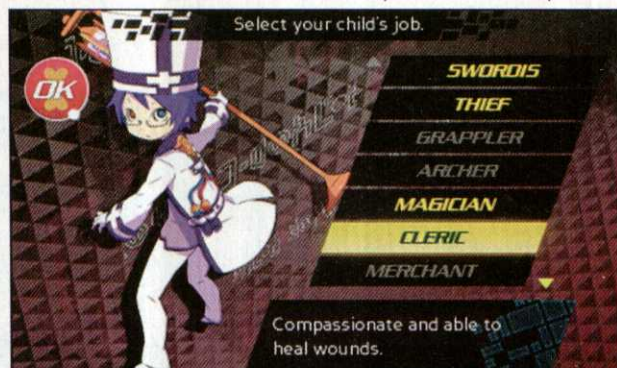 Select your child's job.
OK
SWORDIS
THIEF
GRAPPLER
ARCHER
MAGICIAN
CLERIC
MERCHANT
Compassionate and able to
heal wounds.